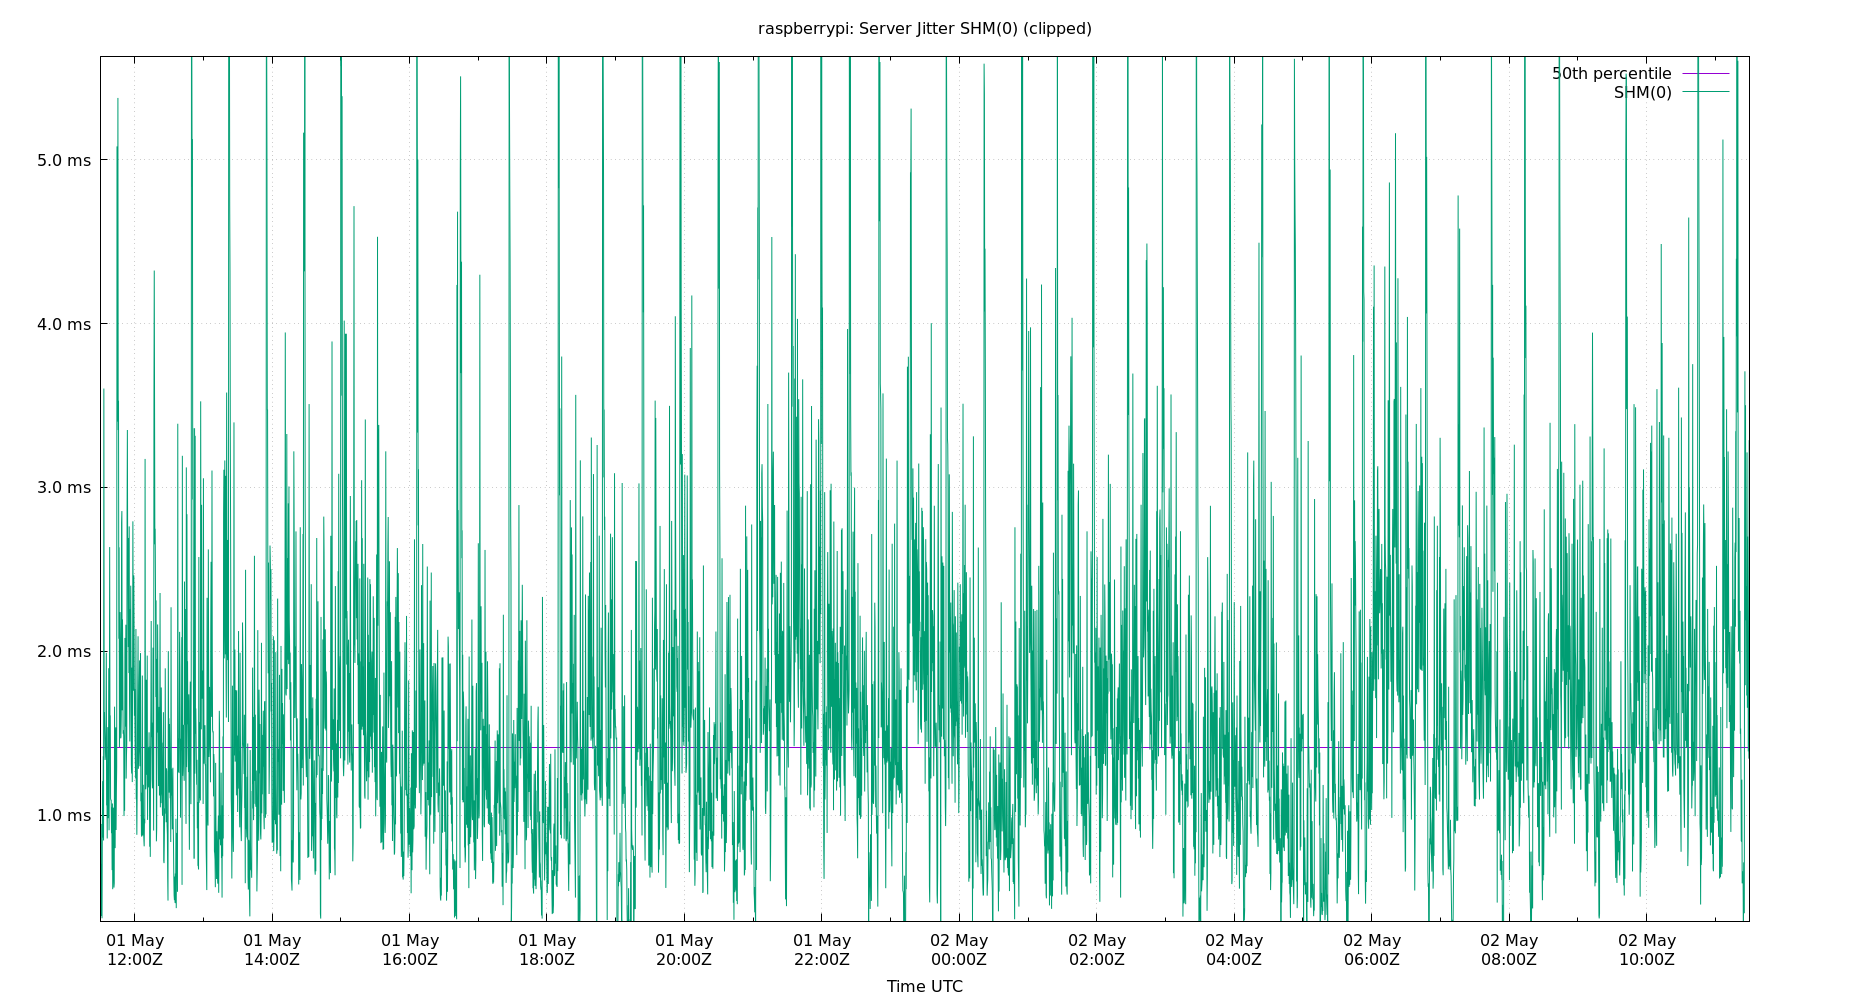 raspberrypi: Server Jitter SHM(0) (clipped)
50th percentile
SHM(0)
5.0 ms
4.0 ms
3.0 ms
2.0 ms
1.0 ms
01 May 01 May 01 May 01 May 01 May 01 May 02 May 02 May 02 May 02 May 02 May 02 May
12:00Z 14:00Z 16:00Z 18:00Z 20:00Z 22:00Z 00:00Z 02:00Z 04:00Z 06:00Z 08:00Z 10:00Z
Time UTC